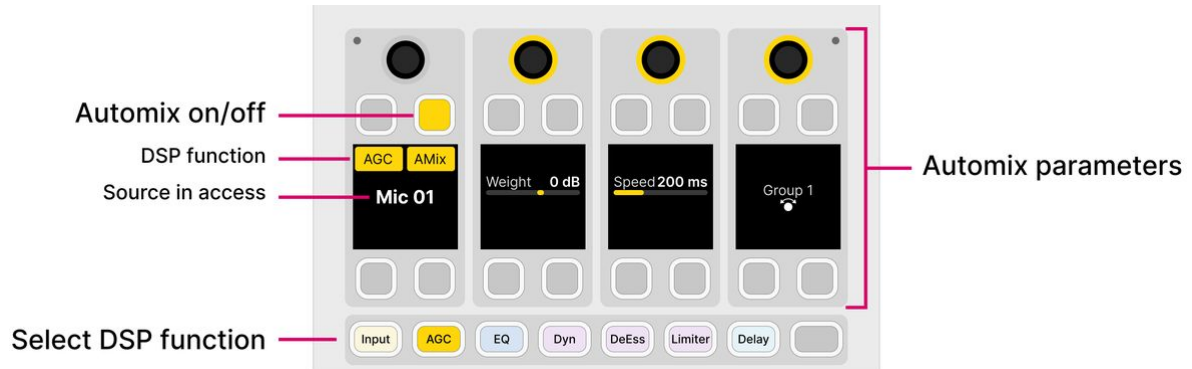 Automix on/off
DSP function
Source in access
AGC AMix
Mic 01
Weight 0 dB
Speed 200 ms
Group 1
Automix parameters
Select DSP function
Input AGC EQ Dyn DeEss Limiter Delay